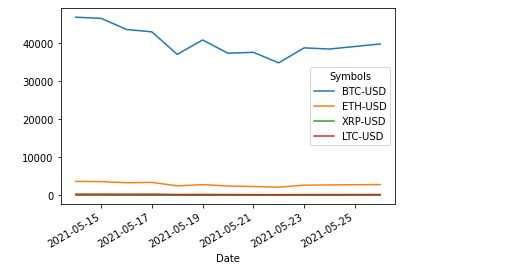 40000
30000
20000
10000
0
Symbols
BTC-USD
ETH-USD
XRP-USD
LTC-USD
2021-05-15
2021-05-17
2021-05-19
2021-05-21
2021-05-23
2021-05-25
Date